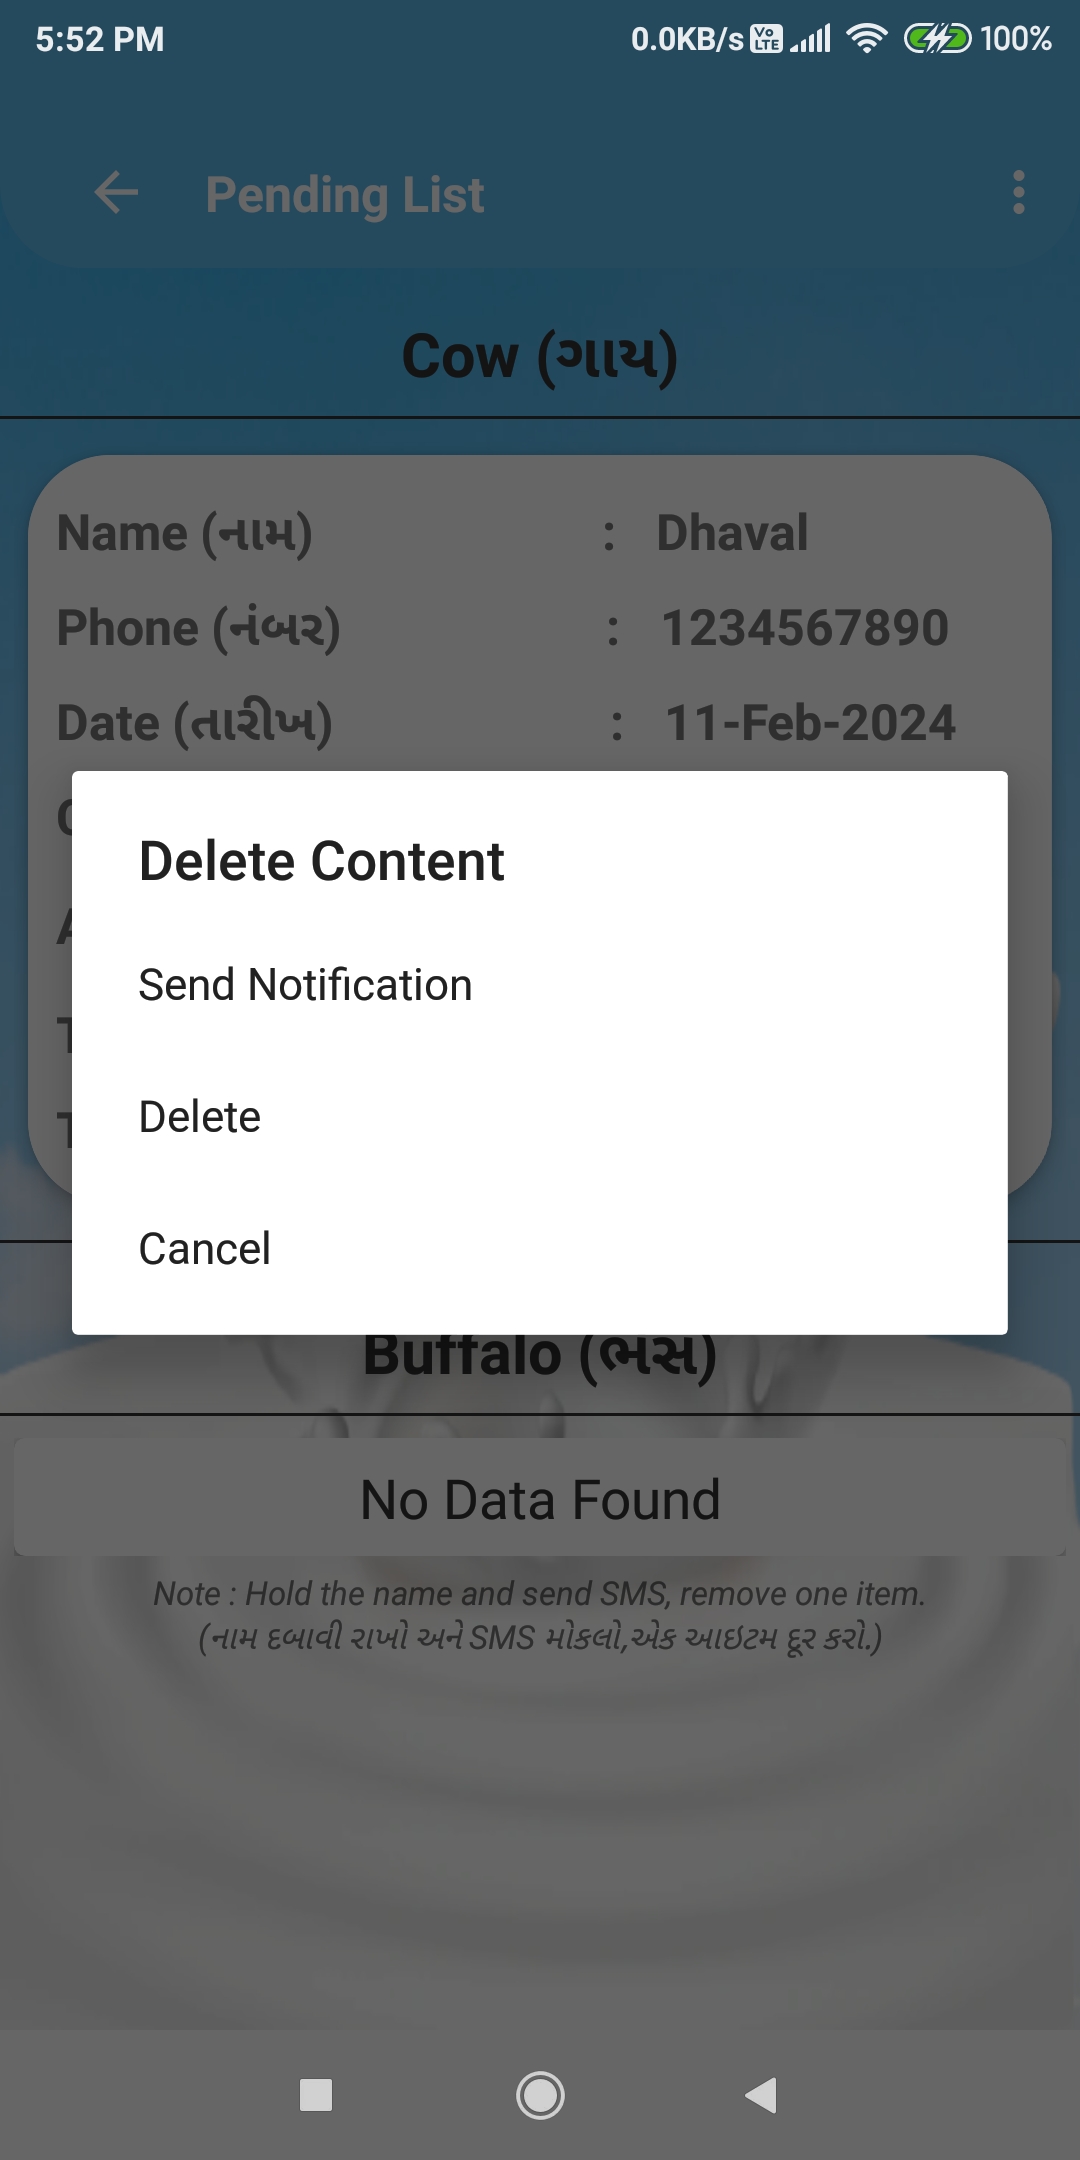 5:52 PM 0.0KB/s Vo LTE 100%
Pending List
Cow (ગાય)
Name (નામ) : Dhaval
Phone (નંબર) : 1234567890
Date (તારીખ) : 11-Feb-2024
Delete Content
Send Notification
Delete
Cancel
Buffalo
No Data Found
Note : Hold the name and send SMS, remove one item.
(નામ દબાવી રાખો અને SMS મોકલો,એક આઇટમ દૂર કરો.)